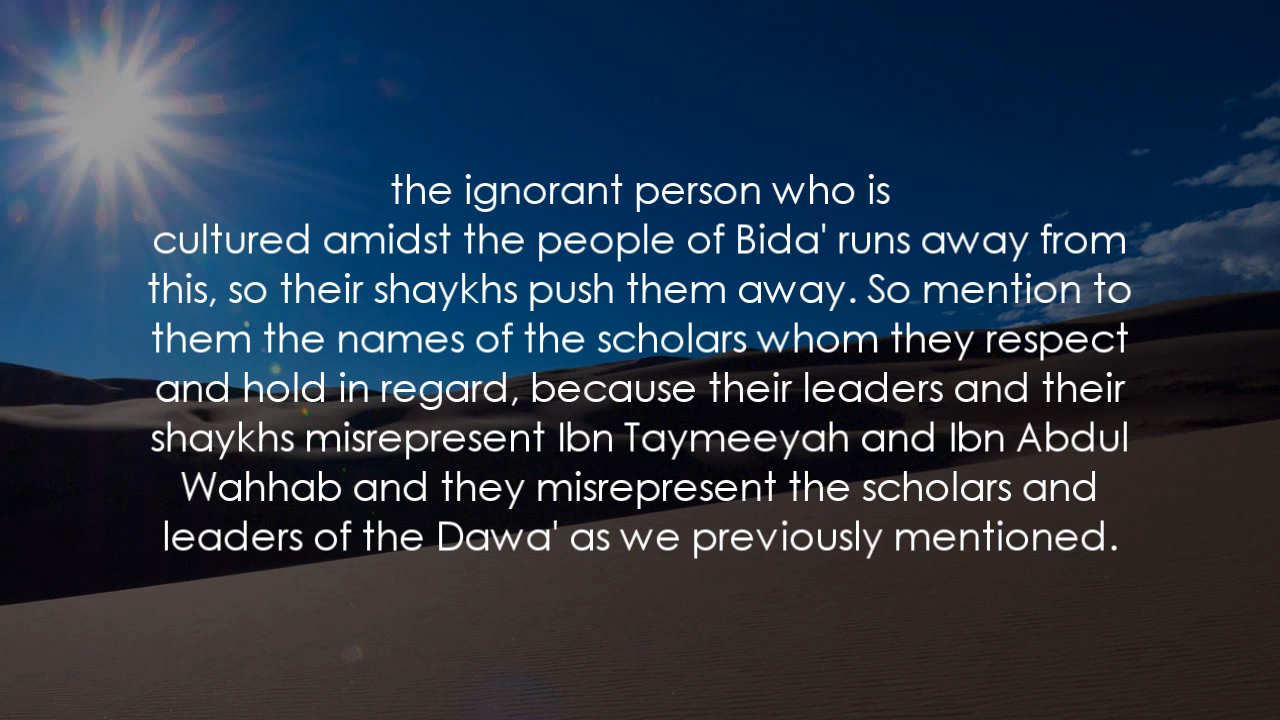 the ignorant person who is
cultured amidst the people of Bida' runs away from
this, so their shaykhs push them away. So mention to
them the names of the scholars whom they respect
and hold in regard, because their leaders and their
shaykhs misrepresent Ibn Taymeeyah and Ibn Abdul
Wahhab and they misrepresent the scholars and
leaders of the Dawa' as we previously mentioned.